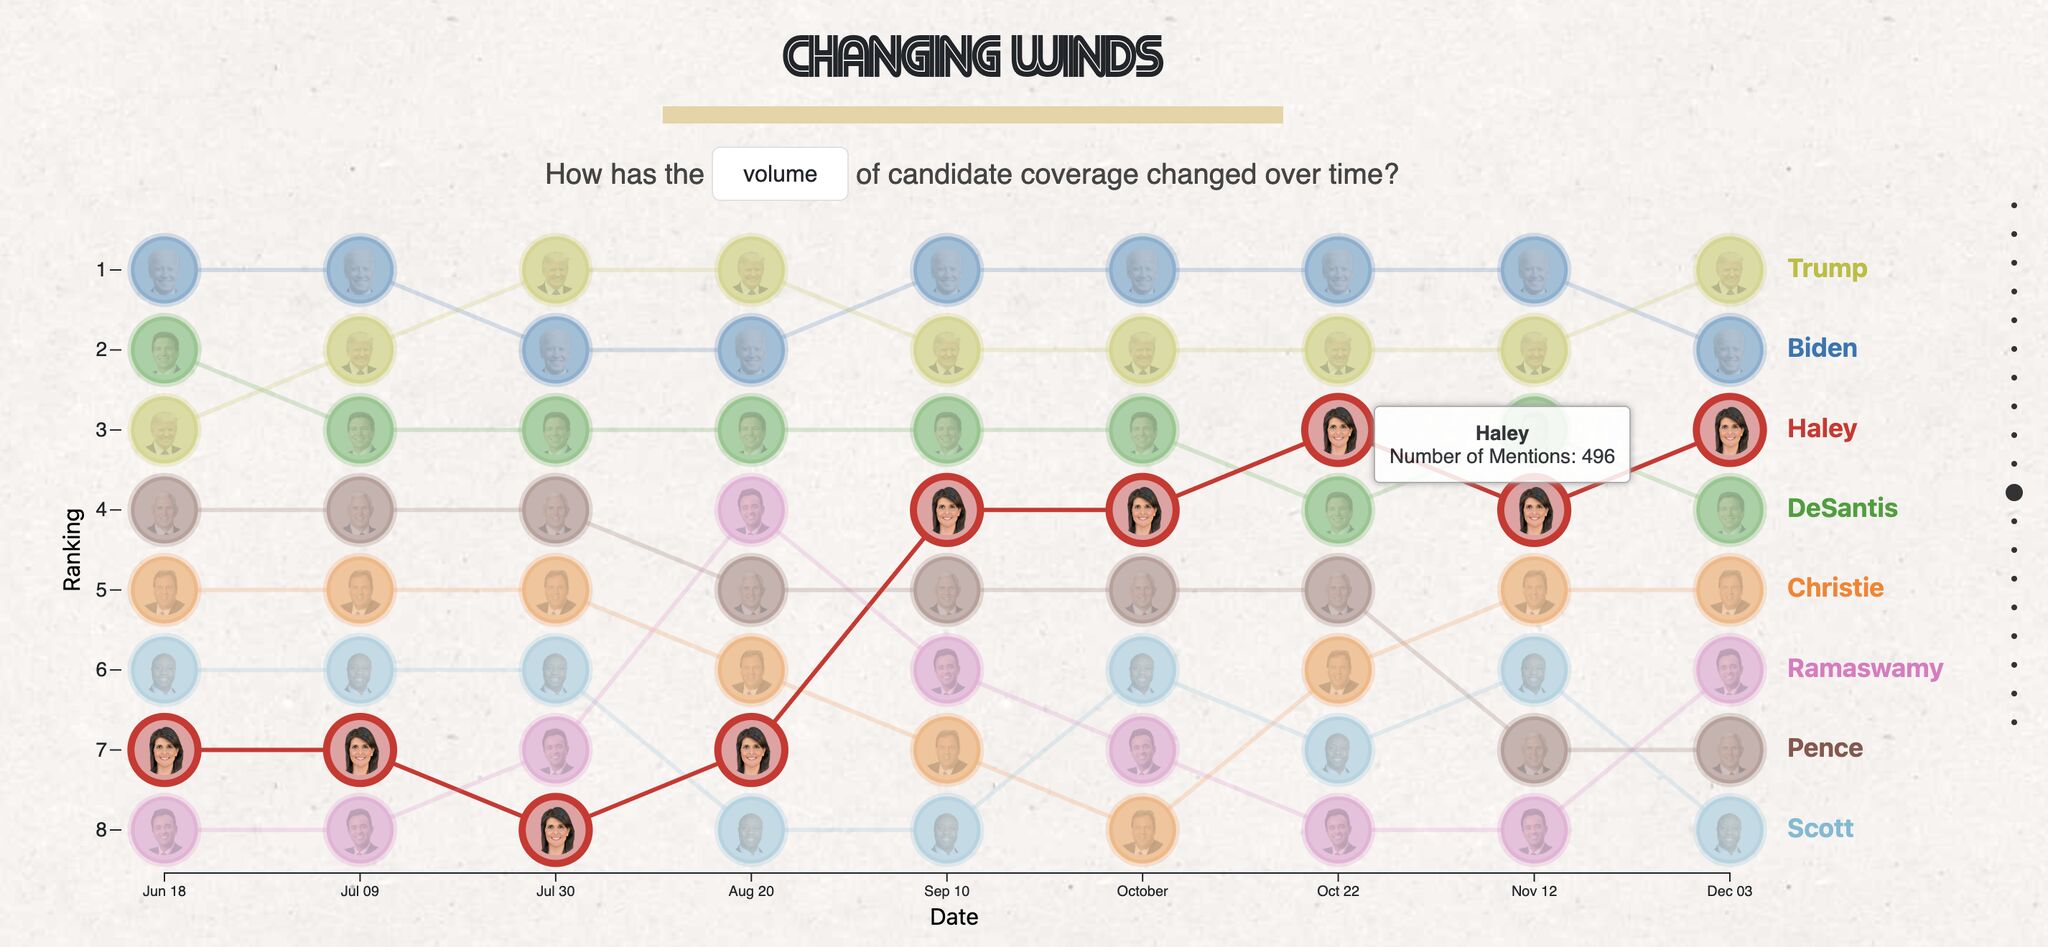 CHANGING WINDS
How has the volume of candidate coverage changed over time?
1
Trump
2
Biden
3
Haley
Haley
Number of Mentions: 496
4
DeSantis
Ranking
5
Christie
6
Ramaswamy
7
Pence
8
Scott
Jun 18 Jul 09 Jul 30 Aug 20 Sep 10 October Oct 22 Nov 12 Dec 03
Date